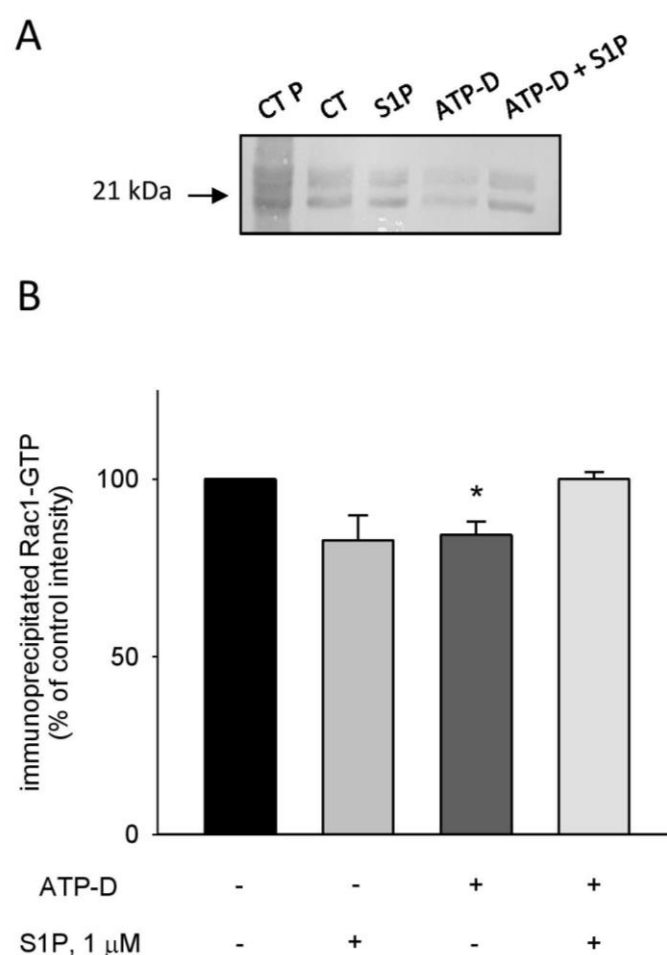 A
CT P CT S1P ATP-D ATP-D + S1P
21 kDa
B
immunoprecipitated Rac1-GTP
(% of control intensity)
100
50
0
*
ATP-D - - + +
S1P, 1 μM - + - +